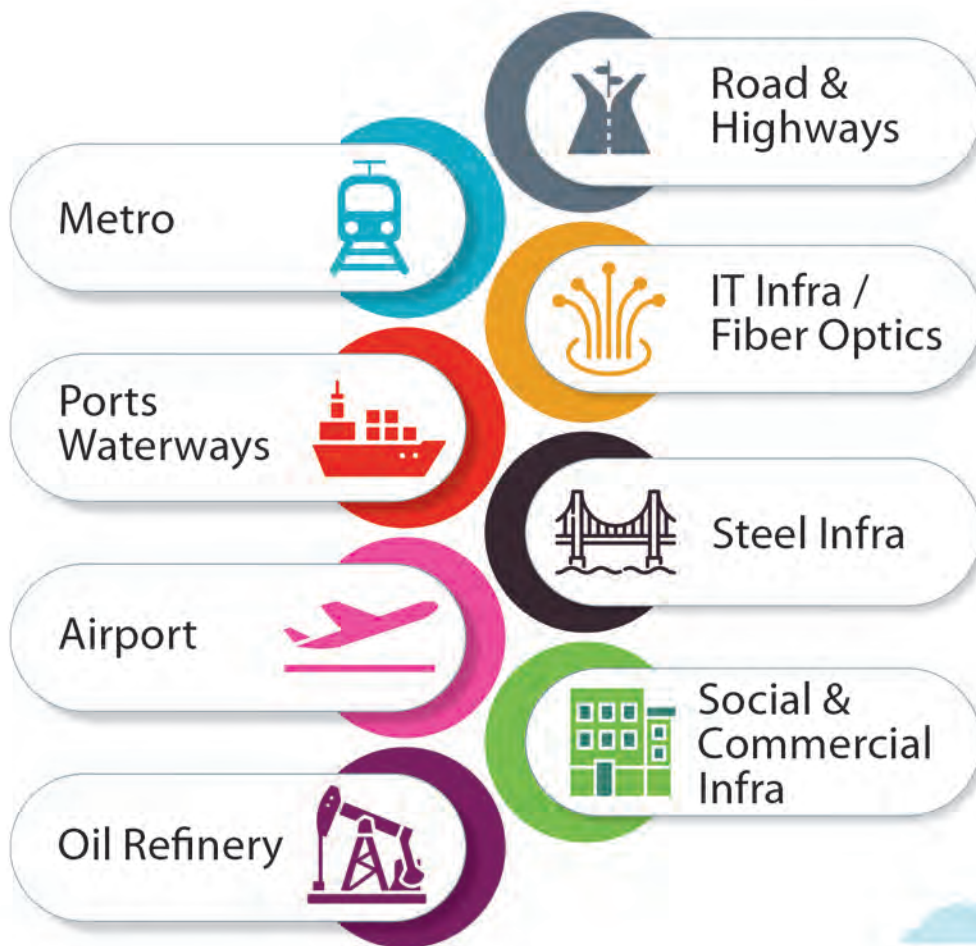 Road &
Highways
Metro
IT Infra /
Fiber Optics
Ports
Waterways
Steel Infra
Airport
Social &
Commercial
Infra
Oil Refinery